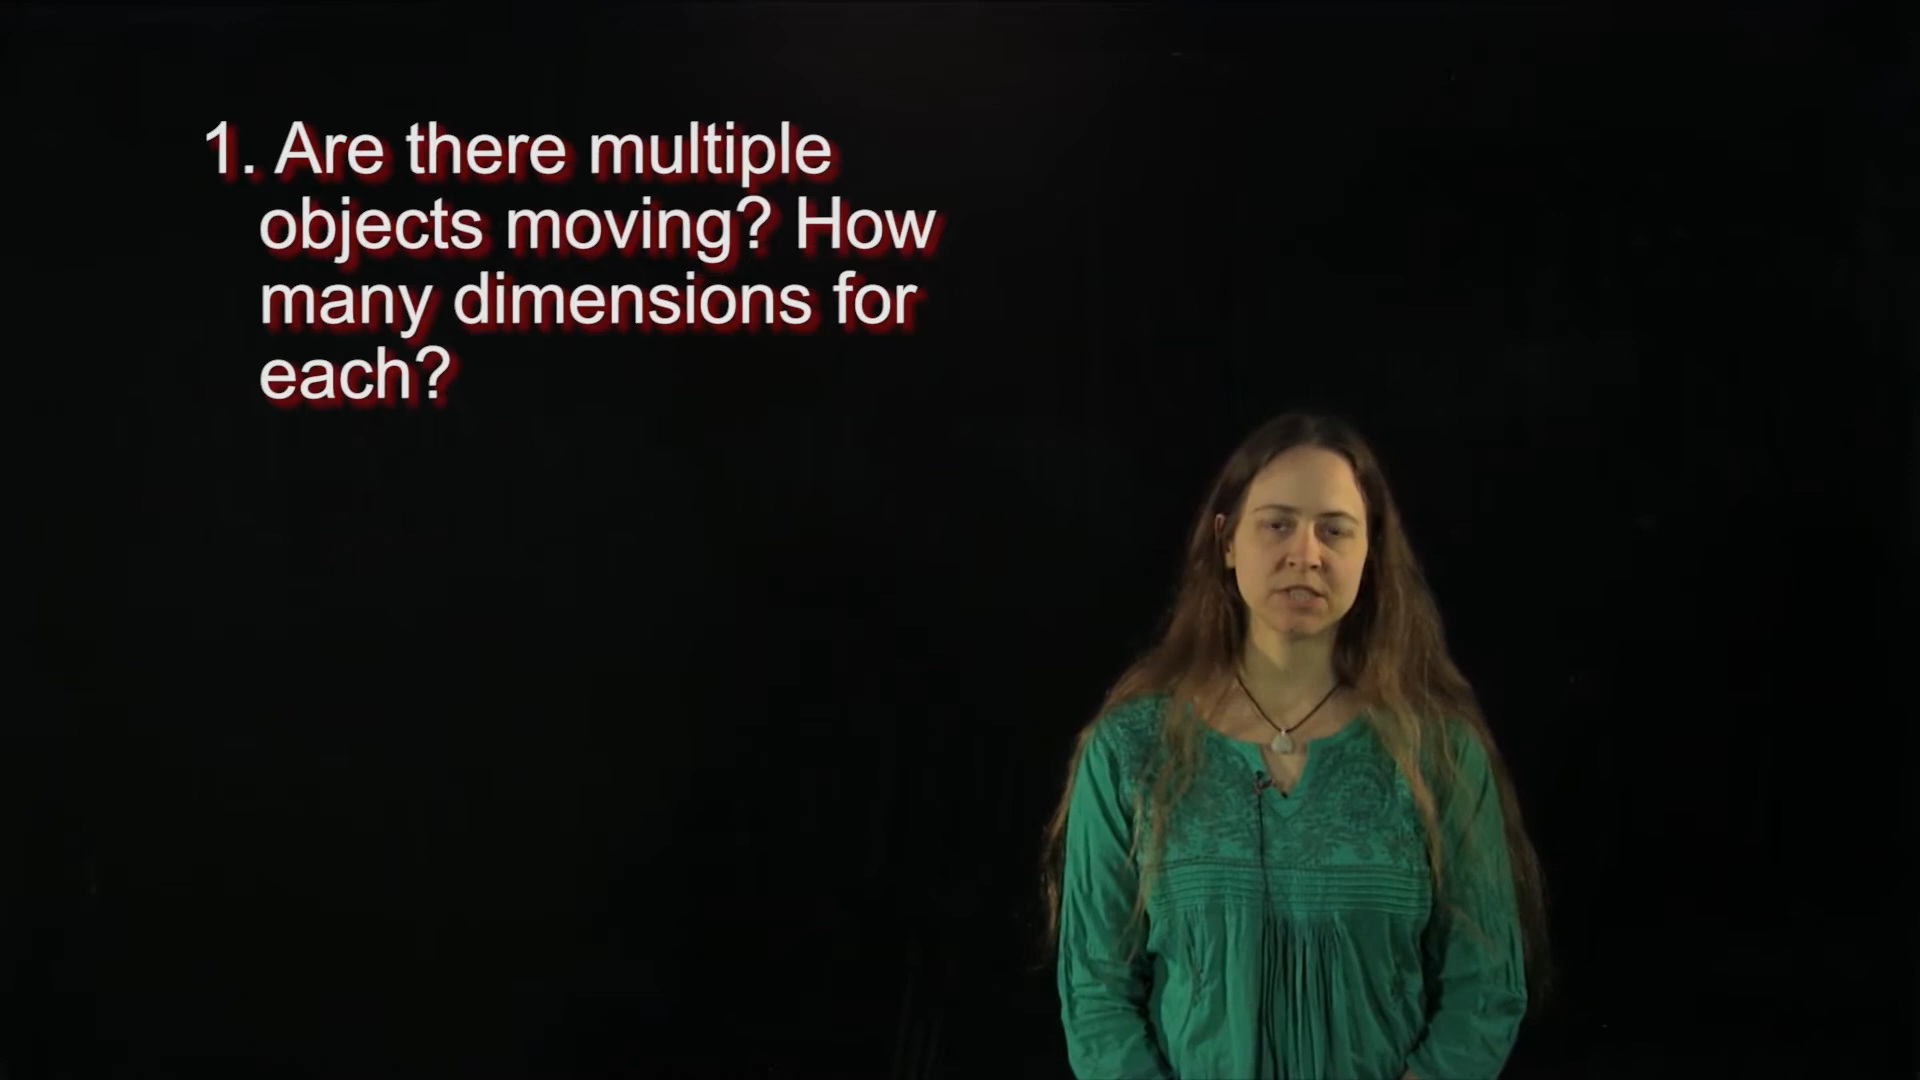 1. Are there multiple
objects moving? How
many dimensions for
each?